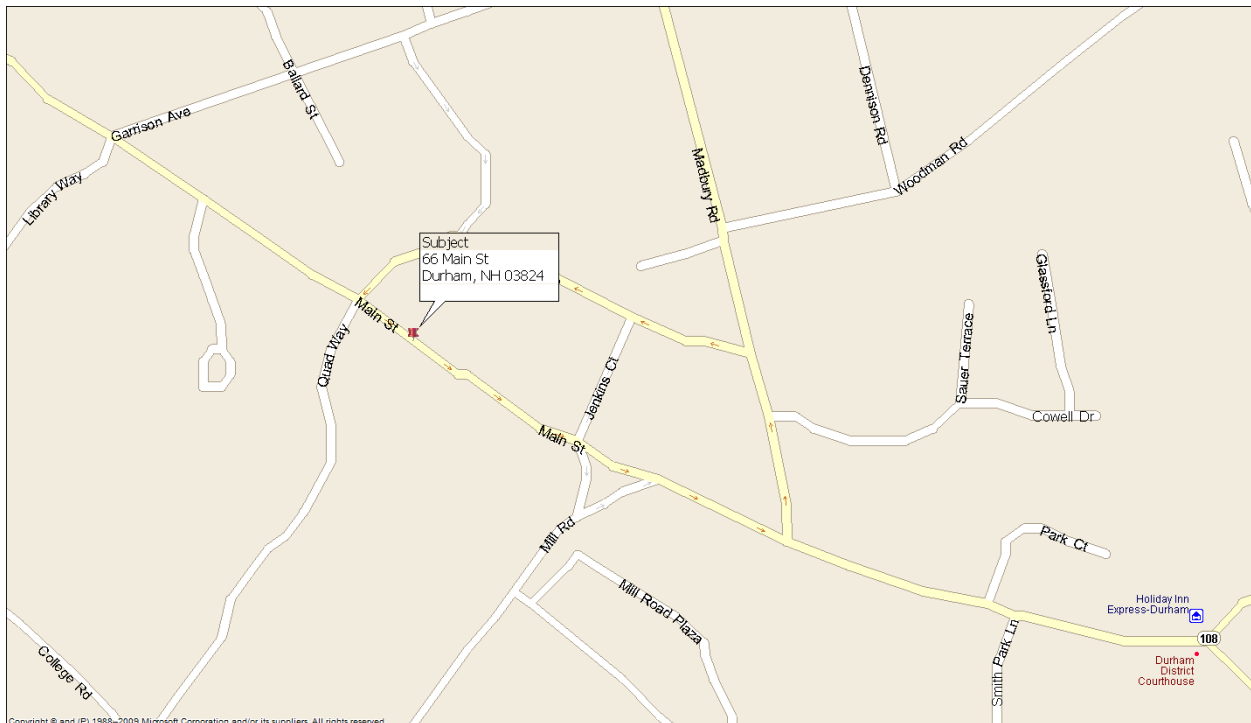 Garrison Ave
Ballard St
Library Way
Madbury Rd
Dennison Rd
Woodman Rd
Subject
66 Main St
Durham, NH 03824
Main St
Quad Way
Jenkins Ct
Main St
Glassford Ln
Sauer Terrace
Cowell Dr
Mill Rd
Mill Road Plaza
Park Ct
Smith Park Ln
Holiday Inn
Express-Durham
108
Durham
District
Courthouse
College Rd
Copyright © and (P) 1988–2009 Microsoft Corporation and/or its suppliers. All rights reserved.